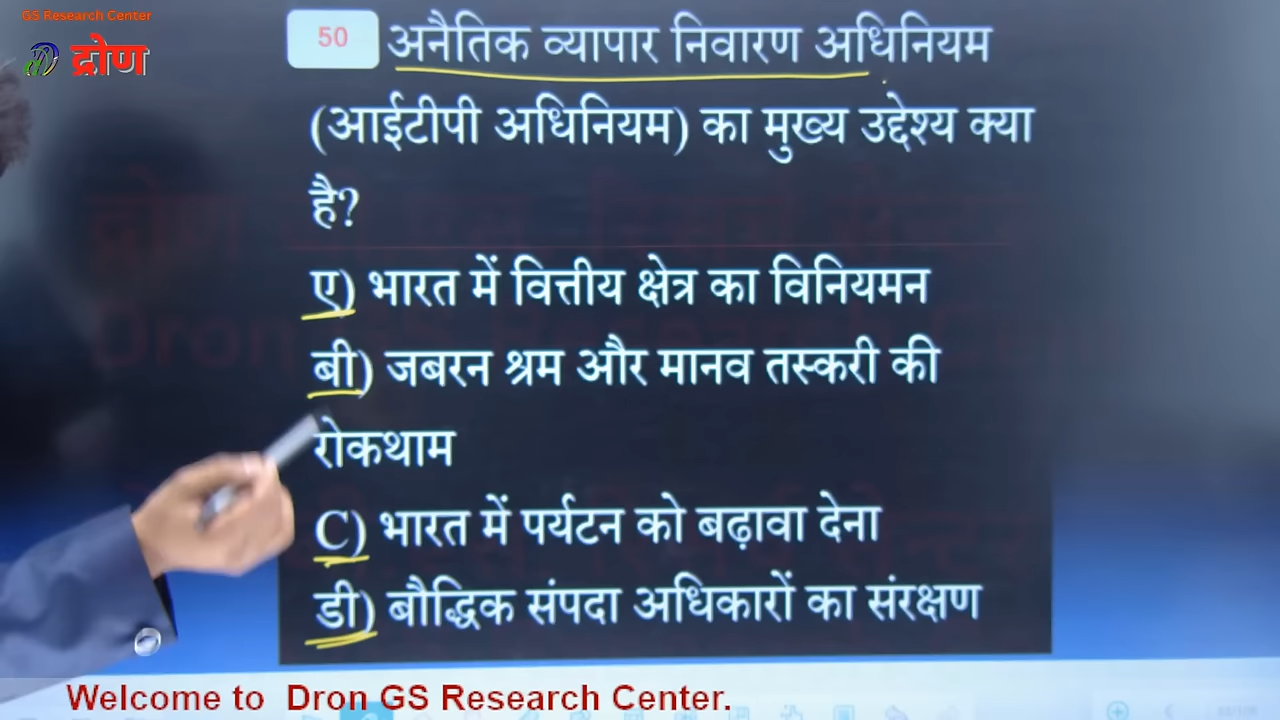 GS Research Center
द्रोण
50 अनैतिक व्यापार निवारण अधिनियम
(आईटीपी अधिनियम) का मुख्य उद्देश्य क्या
है?
ए) भारत में वित्तीय क्षेत्र का विनियमन
बी) जबरन श्रम और मानव तस्करी की
रोकथाम
C) भारत में पर्यटन को बढ़ावा देना
डी) बौद्धिक संपदा अधिकारों का संरक्षण
Welcome to Dron GS Research Center.